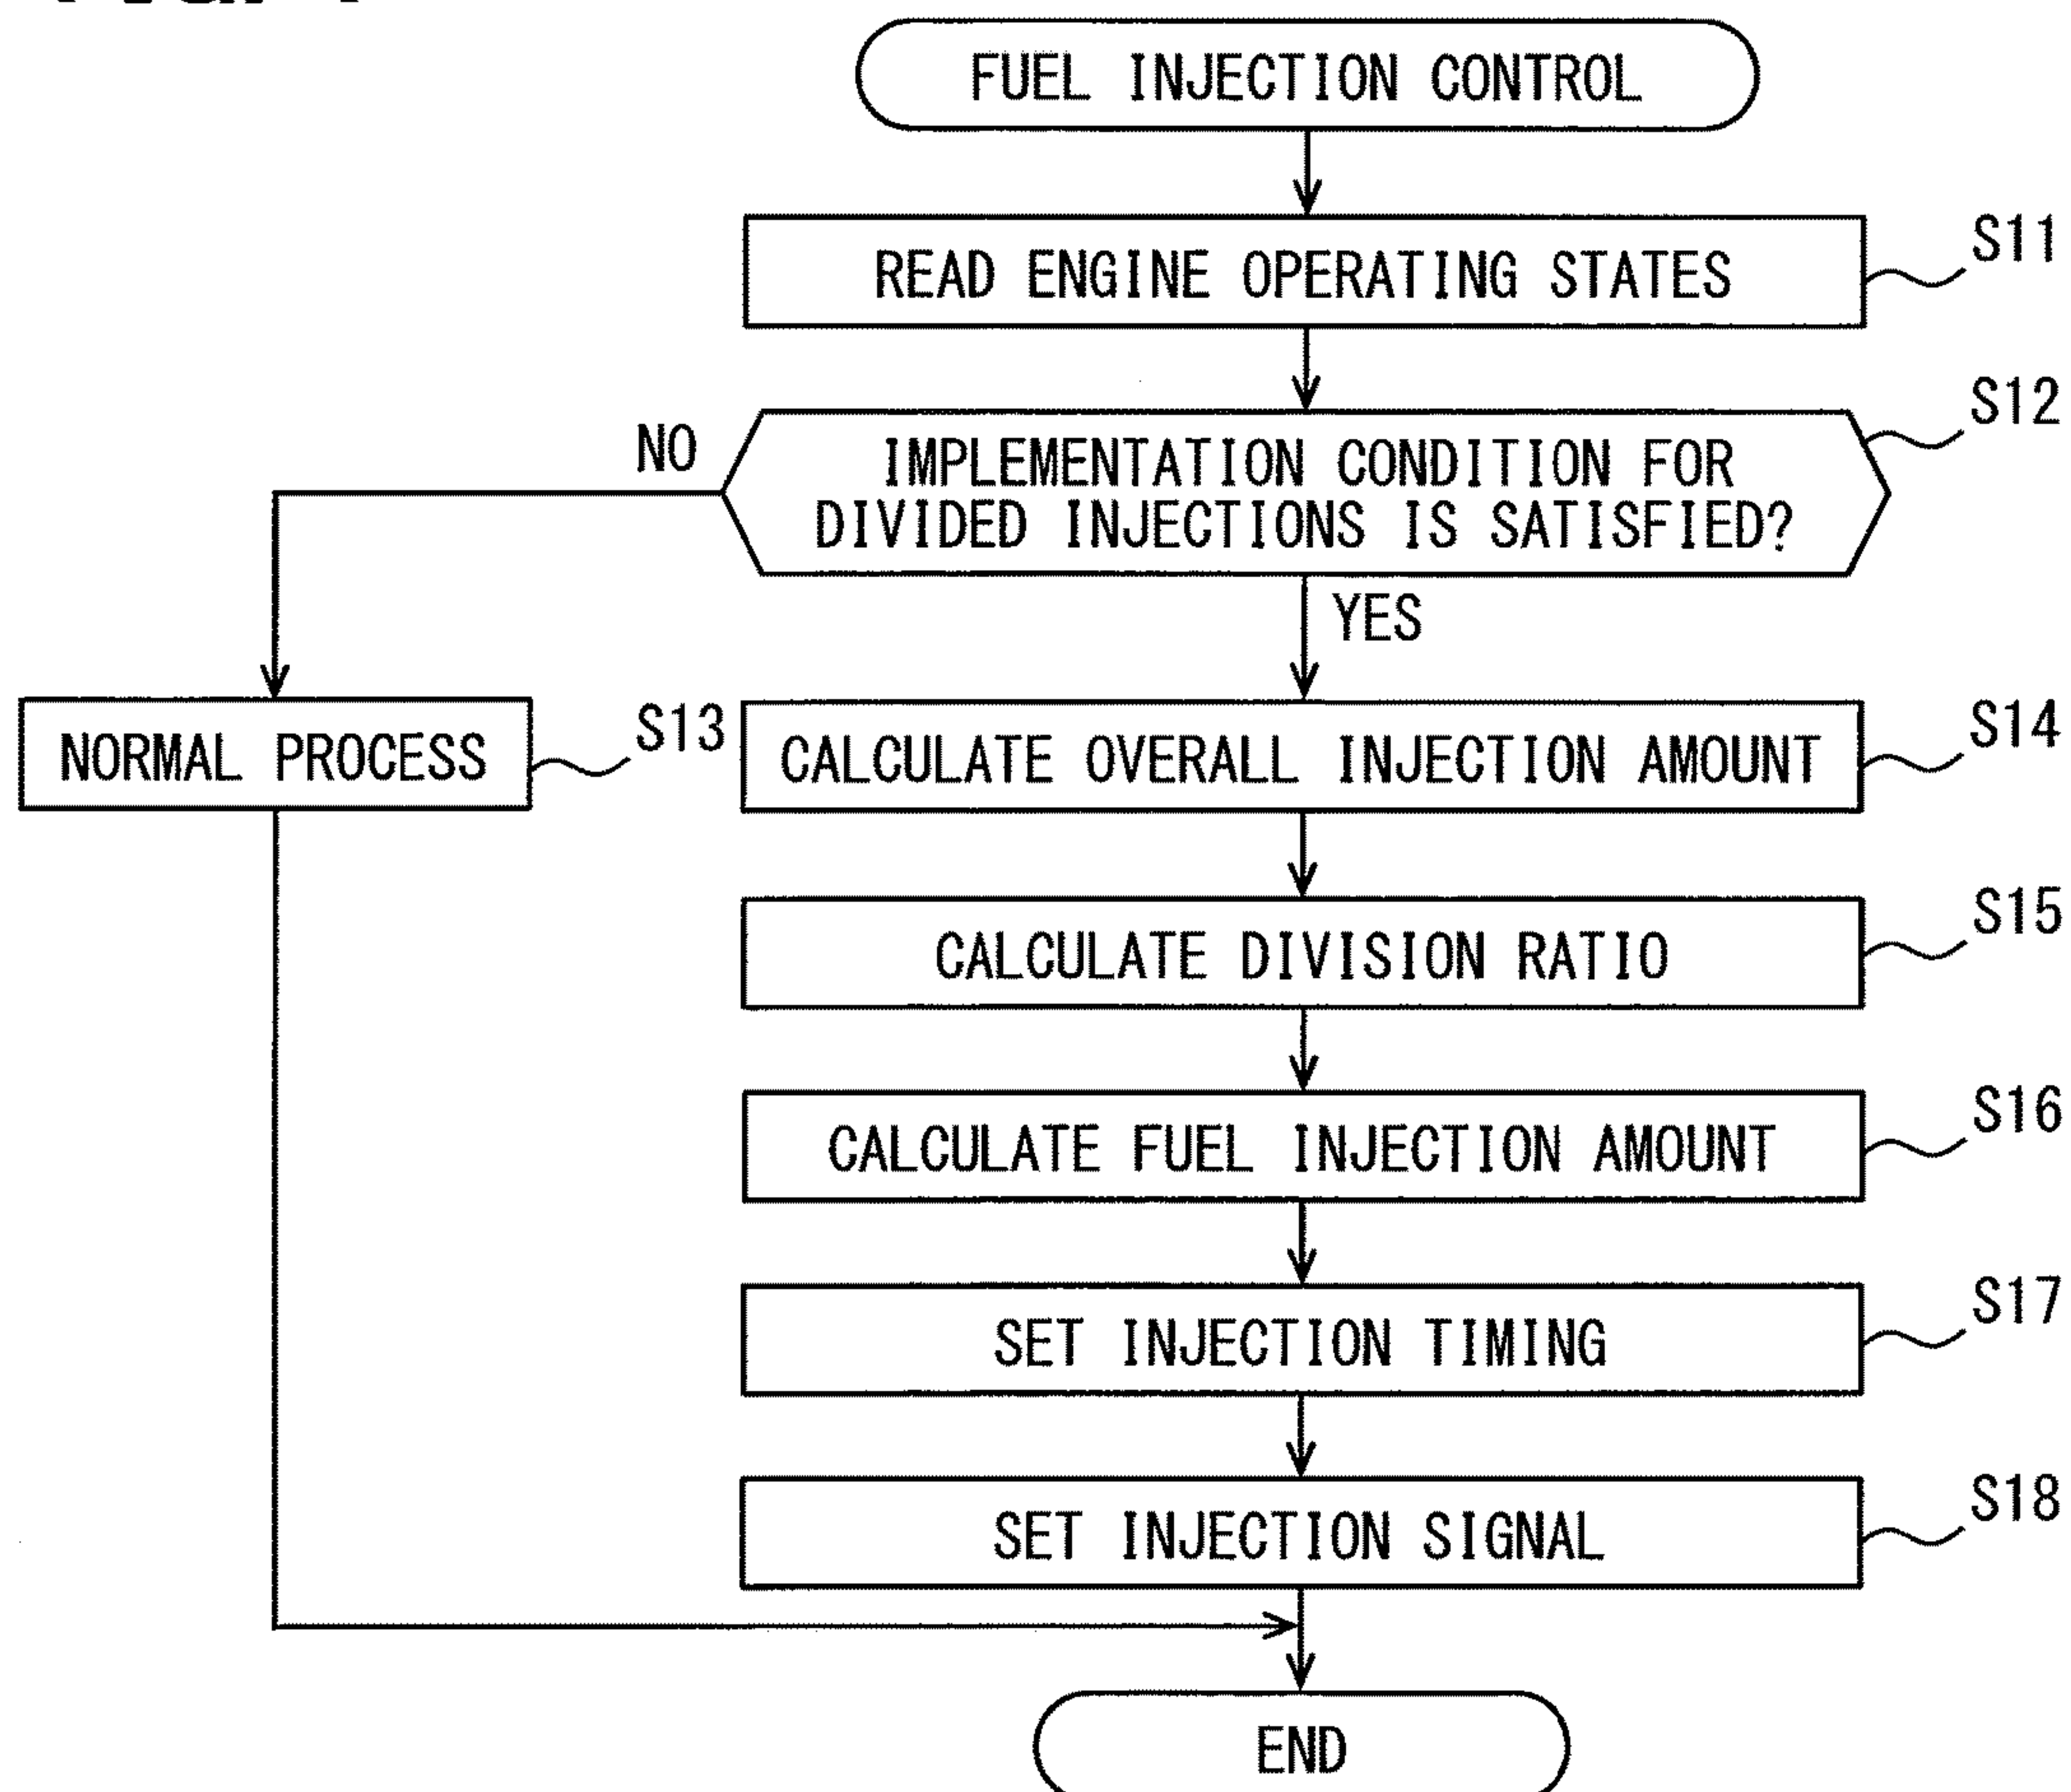 FUEL INJECTION CONTROL
READ ENGINE OPERATING STATES
S11
IMPLEMENTATION CONDITION FOR
DIVIDED INJECTIONS IS SATISFIED?
S12
NO
YES
NORMAL PROCESS
S13
CALCULATE OVERALL INJECTION AMOUNT
S14
CALCULATE DIVISION RATIO
S15
CALCULATE FUEL INJECTION AMOUNT
S16
SET INJECTION TIMING
S17
SET INJECTION SIGNAL
S18
END